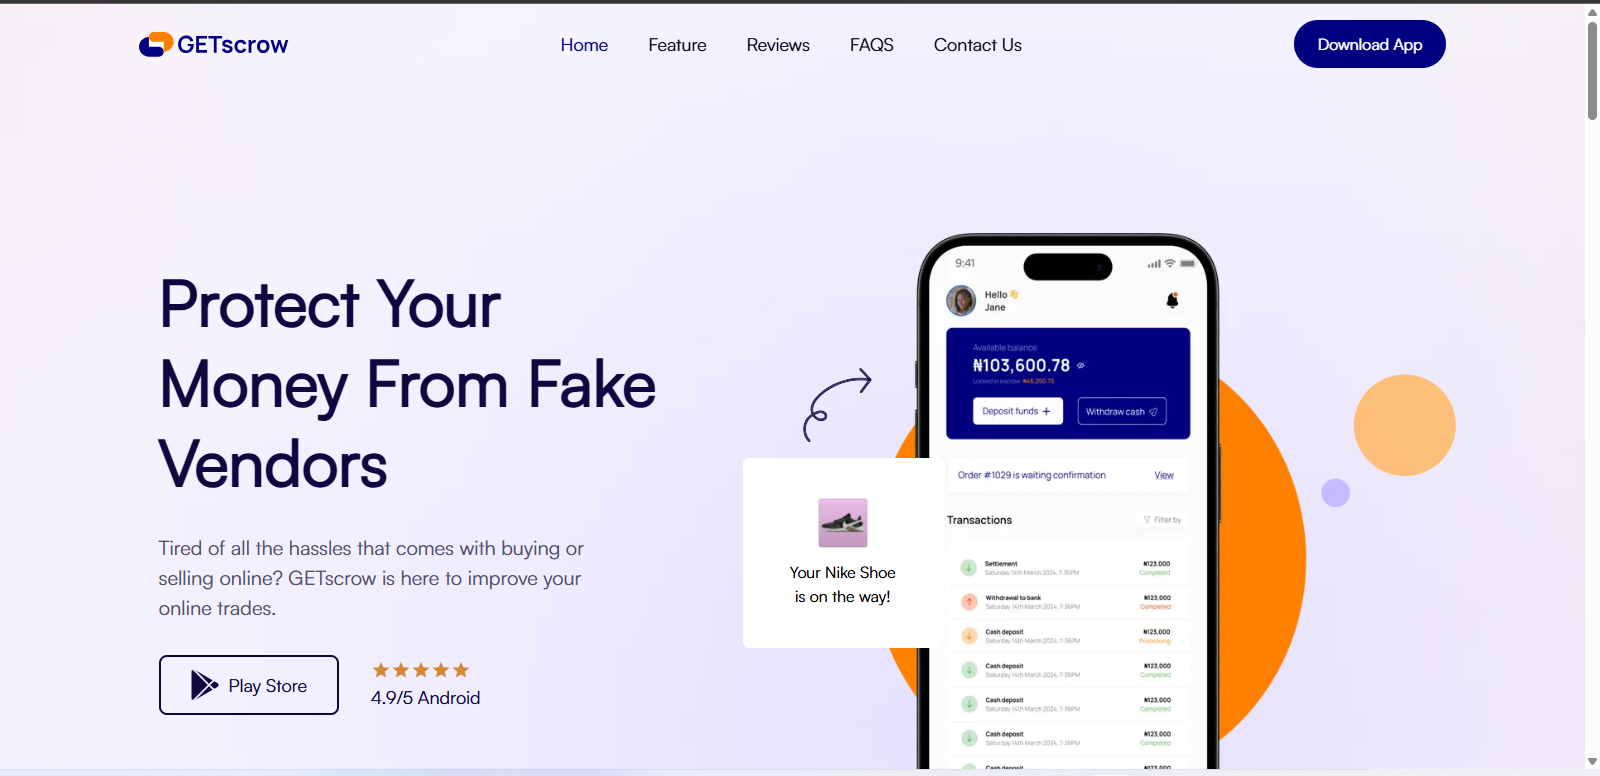 GETscrow
Home
Feature
Reviews
FAQS
Contact Us
Download App
Protect Your
Money From Fake
Vendors
Tired of all the hassles that comes with buying or
selling online? GETscrow is here to improve your
online trades.
Play Store
4.9/5 Android
Your Nike Shoe
is on the way!
9:41
Hello 👋
Jane
Available balance
₦103,600.78
Locked in escrow ₦45,250.75
Deposit funds +
Withdraw cash
Order #1029 is waiting confirmation
View
Transactions
Filter by
Settlement ₦123,000
Saturday 14th March 2024, 7:36PM Completed
Withdrawal to bank ₦123,000
Saturday 14th March 2024, 7:36PM Completed
Cash deposit ₦123,000
Saturday 14th March 2024, 7:36PM Processing
Cash deposit ₦123,000
Saturday 14th March 2024, 7:36PM Completed
Cash deposit ₦123,000
Saturday 14th March 2024, 7:36PM Completed
Cash deposit ₦123,000
Saturday 14th March 2024, 7:36PM Completed
Cash deposit ₦123,000